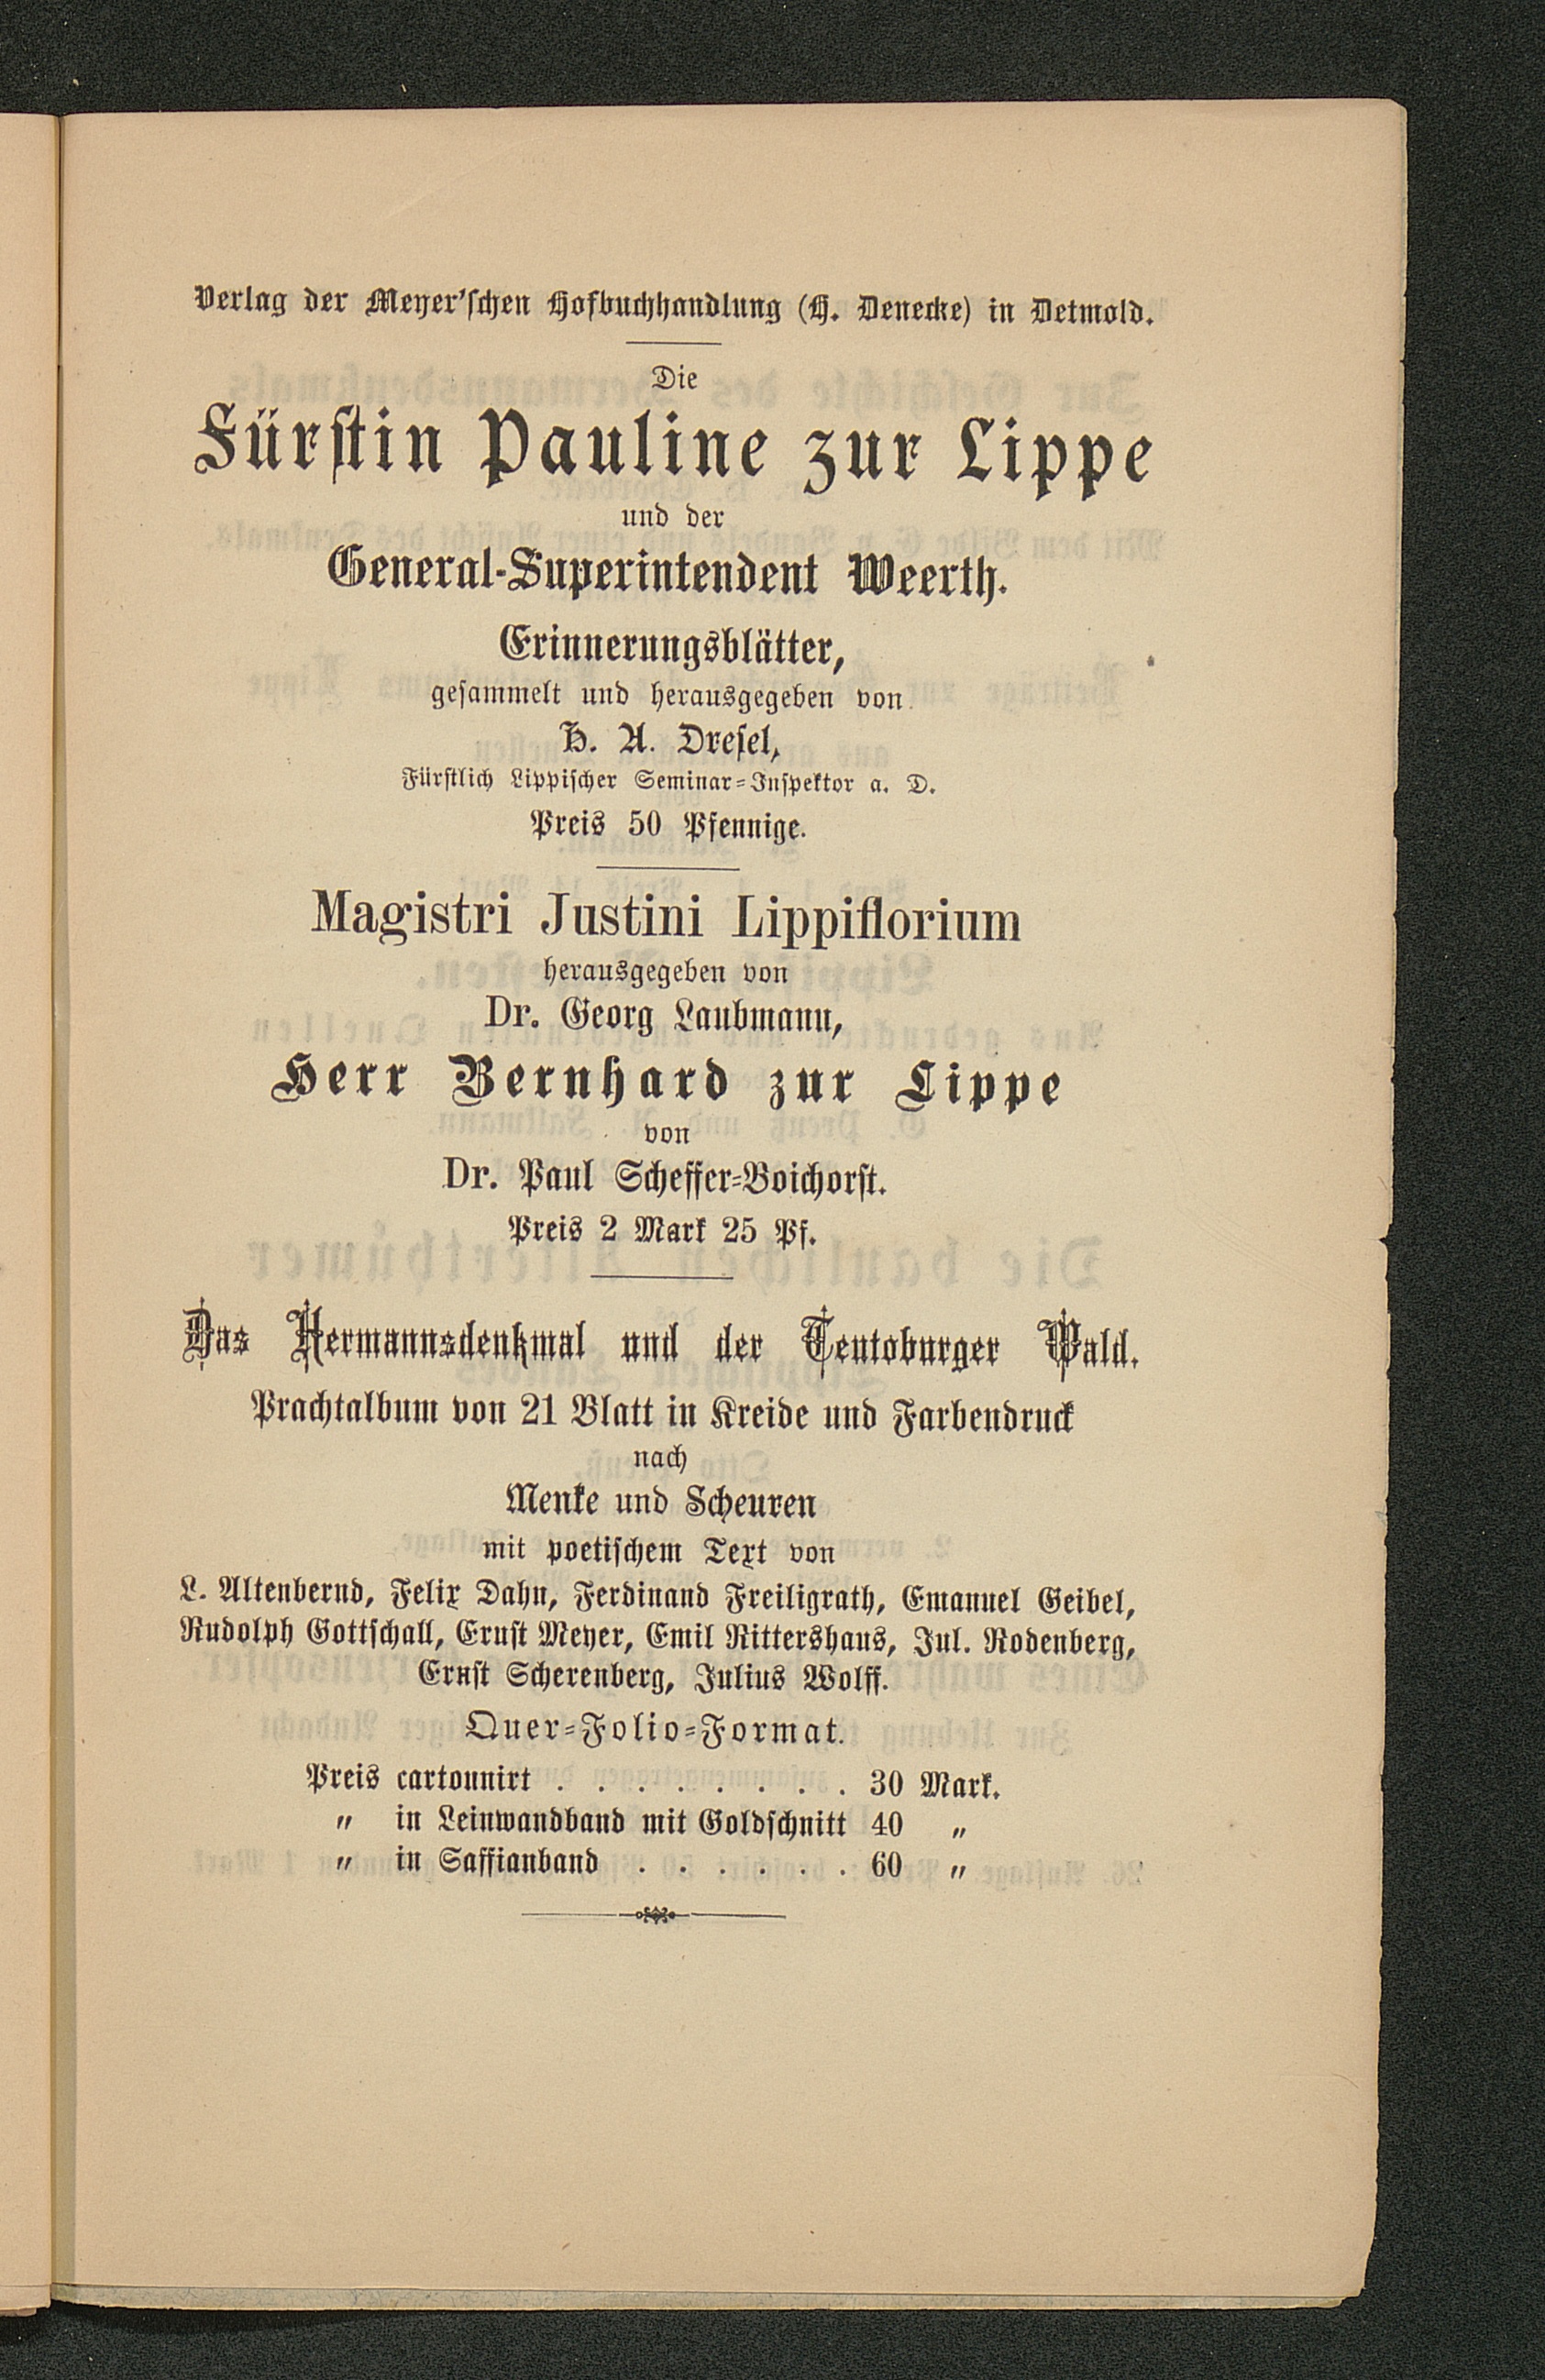 Verlag der Meyer'schen Hofbuchhandlung (H. Denecke) in Detmold.
Die
Fürstin Pauline zur Lippe
und der
General-Superintendent Weerth.
Erinnerungsblätter,
gesammelt und herausgegeben von
H. A. Dresel,
Fürstlich Lippischer Seminar-Inspektor a. D.
Preis 50 Pfennige.
Magistri Justini Lippiflorium
herausgegeben von
Dr. Georg Laubmann,
Herr Bernhard zur Lippe
von
Dr. Paul Scheffer-Boichorst.
Preis 2 Mark 25 Pf.
Das Hermannsdenkmal und der Teutoburger Wald.
Prachtalbum von 21 Blatt in Kreide und Farbendruck
nach
Menke und Scheuren
mit poetischem Text von
L. Altenbernd, Felix Dahn, Ferdinand Freiligrath, Emanuel Geibel,
Rudolph Gottschall, Ernst Meyer, Emil Rittershaus, Jul. Rodenberg,
Ernst Scherenberg, Julius Wolff.
Quer-Folio-Format.
Preis cartonnirt . . . . . . . . 30 Mark.
„ in Leinwandband mit Goldschnitt 40 „
„ in Saffianband . . . . . . 60 „